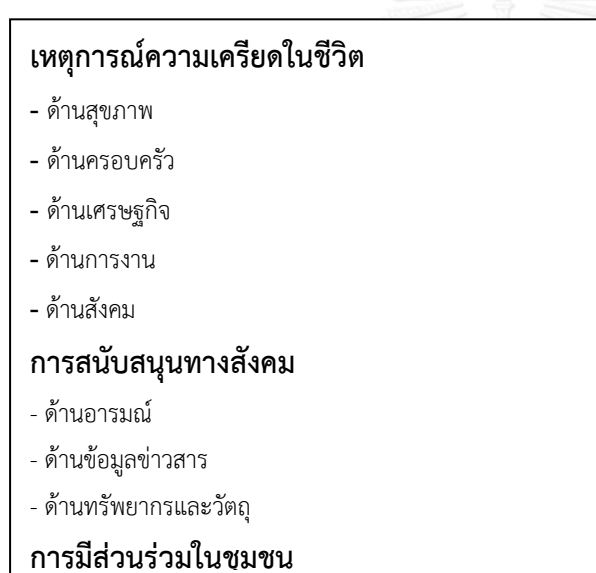 เหตุการณ์ความเครียดในชีวิต
- ด้านสุขภาพ
- ด้านครอบครัว
- ด้านเศรษฐกิจ
- ด้านการงาน
- ด้านสังคม
การสนับสนุนทางสังคม
- ด้านอารมณ์
- ด้านข้อมูลข่าวสาร
- ด้านทรัพยากรและวัตถุ
การมีส่วนร่วมในชุมชน